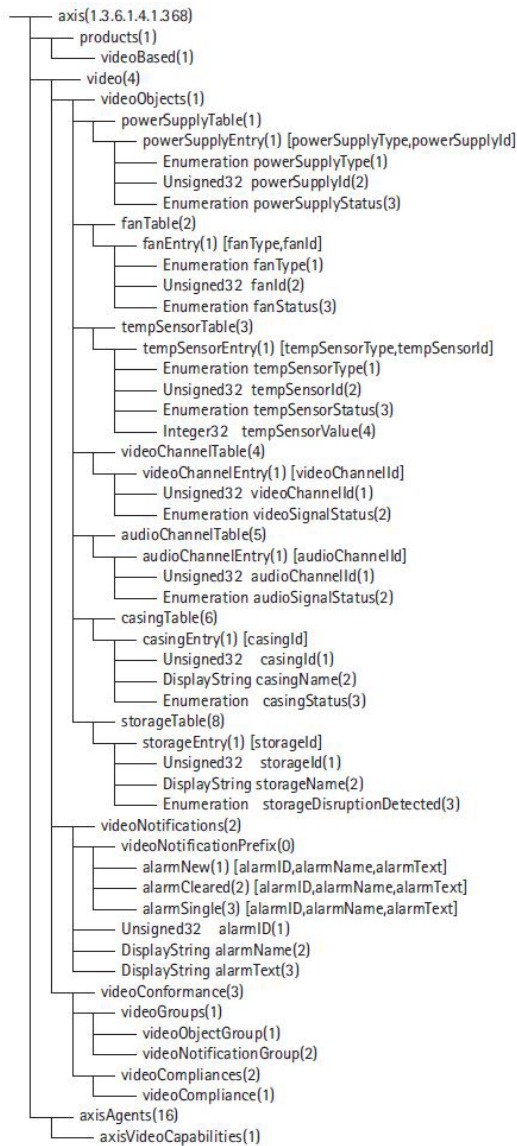 axis(1.3.6.1.4.1.368)
products(1)
videoBased(1)
video(4)
videoObjects(1)
powerSupplyTable(1)
powerSupplyEntry(1) [powerSupplyType,powerSupplyId]
Enumeration powerSupplyType(1)
Unsigned32 powerSupplyId(2)
Enumeration powerSupplyStatus(3)
fanTable(2)
fanEntry(1) [fanType,fanId]
Enumeration fanType(1)
Unsigned32 fanId(2)
Enumeration fanStatus(3)
tempSensorTable(3)
tempSensorEntry(1) [tempSensorType,tempSensorId]
Enumeration tempSensorType(1)
Unsigned32 tempSensorId(2)
Enumeration tempSensorStatus(3)
Integer32 tempSensorValue(4)
videoChannelTable(4)
videoChannelEntry(1) [videoChannelId]
Unsigned32 videoChannelId(1)
Enumeration videoSignalStatus(2)
audioChannelTable(5)
audioChannelEntry(1) [audioChannelId]
Unsigned32 audioChannelId(1)
Enumeration audioSignalStatus(2)
casingTable(6)
casingEntry(1) [casingId]
Unsigned32 casingId(1)
DisplayString casingName(2)
Enumeration casingStatus(3)
storageTable(8)
storageEntry(1) [storageId]
Unsigned32 storageId(1)
DisplayString storageName(2)
Enumeration storageDisruptionDetected(3)
videoNotifications(2)
videoNotificationPrefix(0)
alarmNew(1) [alarmID,alarmName,alarmText]
alarmCleared(2) [alarmID,alarmName,alarmText]
alarmSingle(3) [alarmID,alarmName,alarmText]
Unsigned32 alarmID(1)
DisplayString alarmName(2)
DisplayString alarmText(3)
videoConformance(3)
videoGroups(1)
videoObjectGroup(1)
videoNotificationGroup(2)
videoCompliances(2)
videoCompliance(1)
axisAgents(16)
axisVideoCapabilities(1)